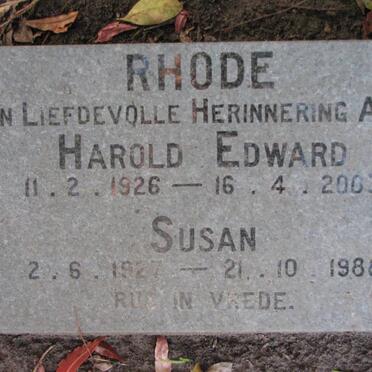 RHODE
N LIEFDEVOLLE HERINNERING A
HAROLD EDWARD
11.2.1926 — 16.4.200
SUSAN
2.6.1927 — 21.10.198
RUS IN VREDE.